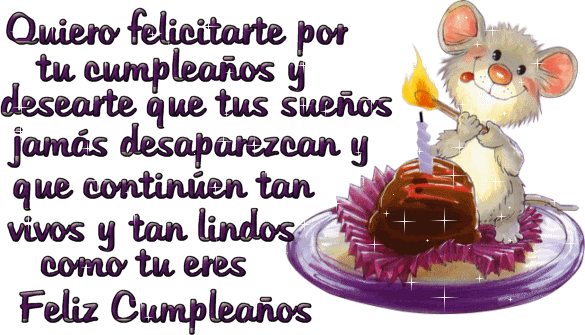 Quiero felicitarte por
tu cumpleaños y
desearte que tus sueños
jamás desaparezcan y
que continúen tan
vivos y tan lindos
como tu eres
Feliz Cumpleaños